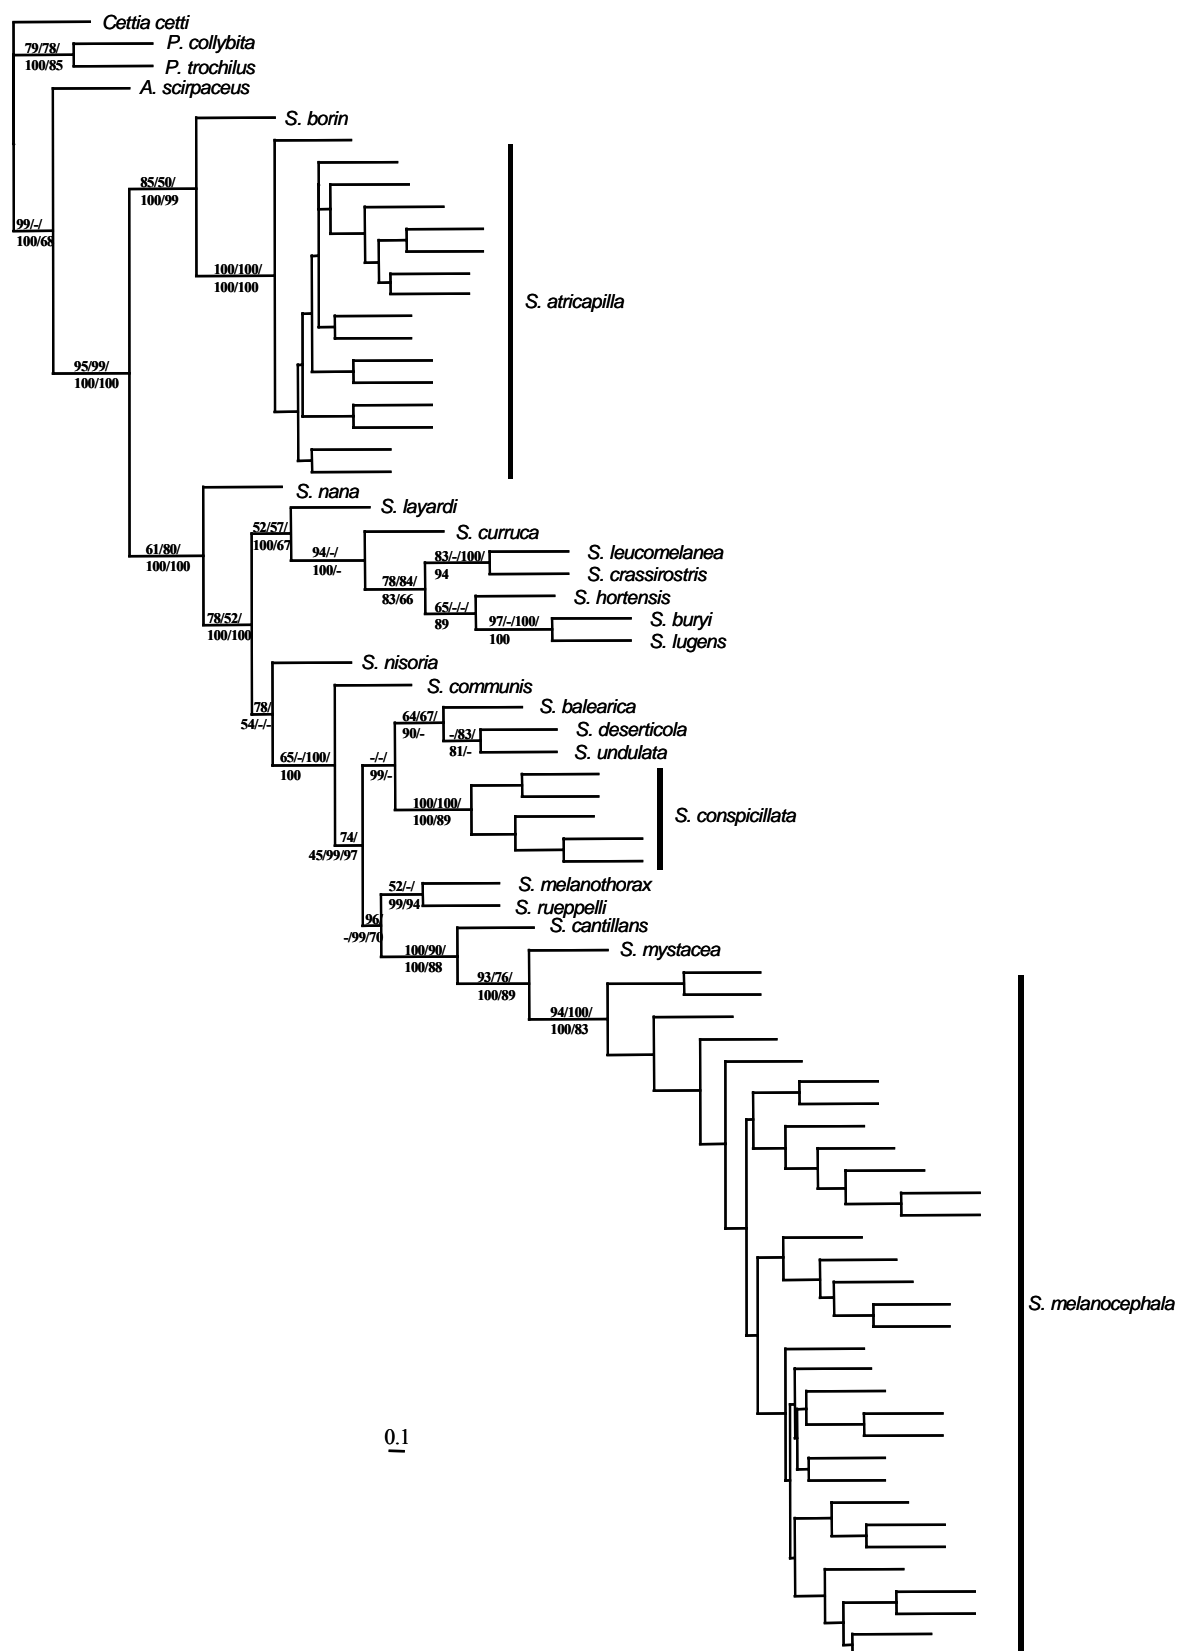 Cettia cetti
P. collybita
79/78/
100/85
P. trochilus
A. scirpaceus
S. borin
85/50/
100/99
99/-/
100/68
100/100/
100/100
S. atricapilla
95/99/
100/100
S. nana
S. layardi
52/57/
100/67
S. curruca
61/80/
100/100
94/-/
100/-
83/-/100/
94
S. leucomelanea
S. crassirostris
78/84/
83/66
S. hortensis
65/-/-/
89
78/52/
100/100
97/-/100/
100
S. buryi
S. lugens
S. nisoria
S. communis
78/
54/-/-
S. balearica
64/67/
90/-
S. deserticola
-/83/
81/-
S. undulata
65/-/100/
100
-/-/
99/-
100/100/
100/89
S. conspicillata
74/
45/99/97
52/-/
99/94
S. melanothorax
S. rueppelli
96/
-/99/70
S. cantillans
100/90/
100/88
S. mystacea
93/76/
100/89
94/100/
100/83
S. melanocephala
0.1